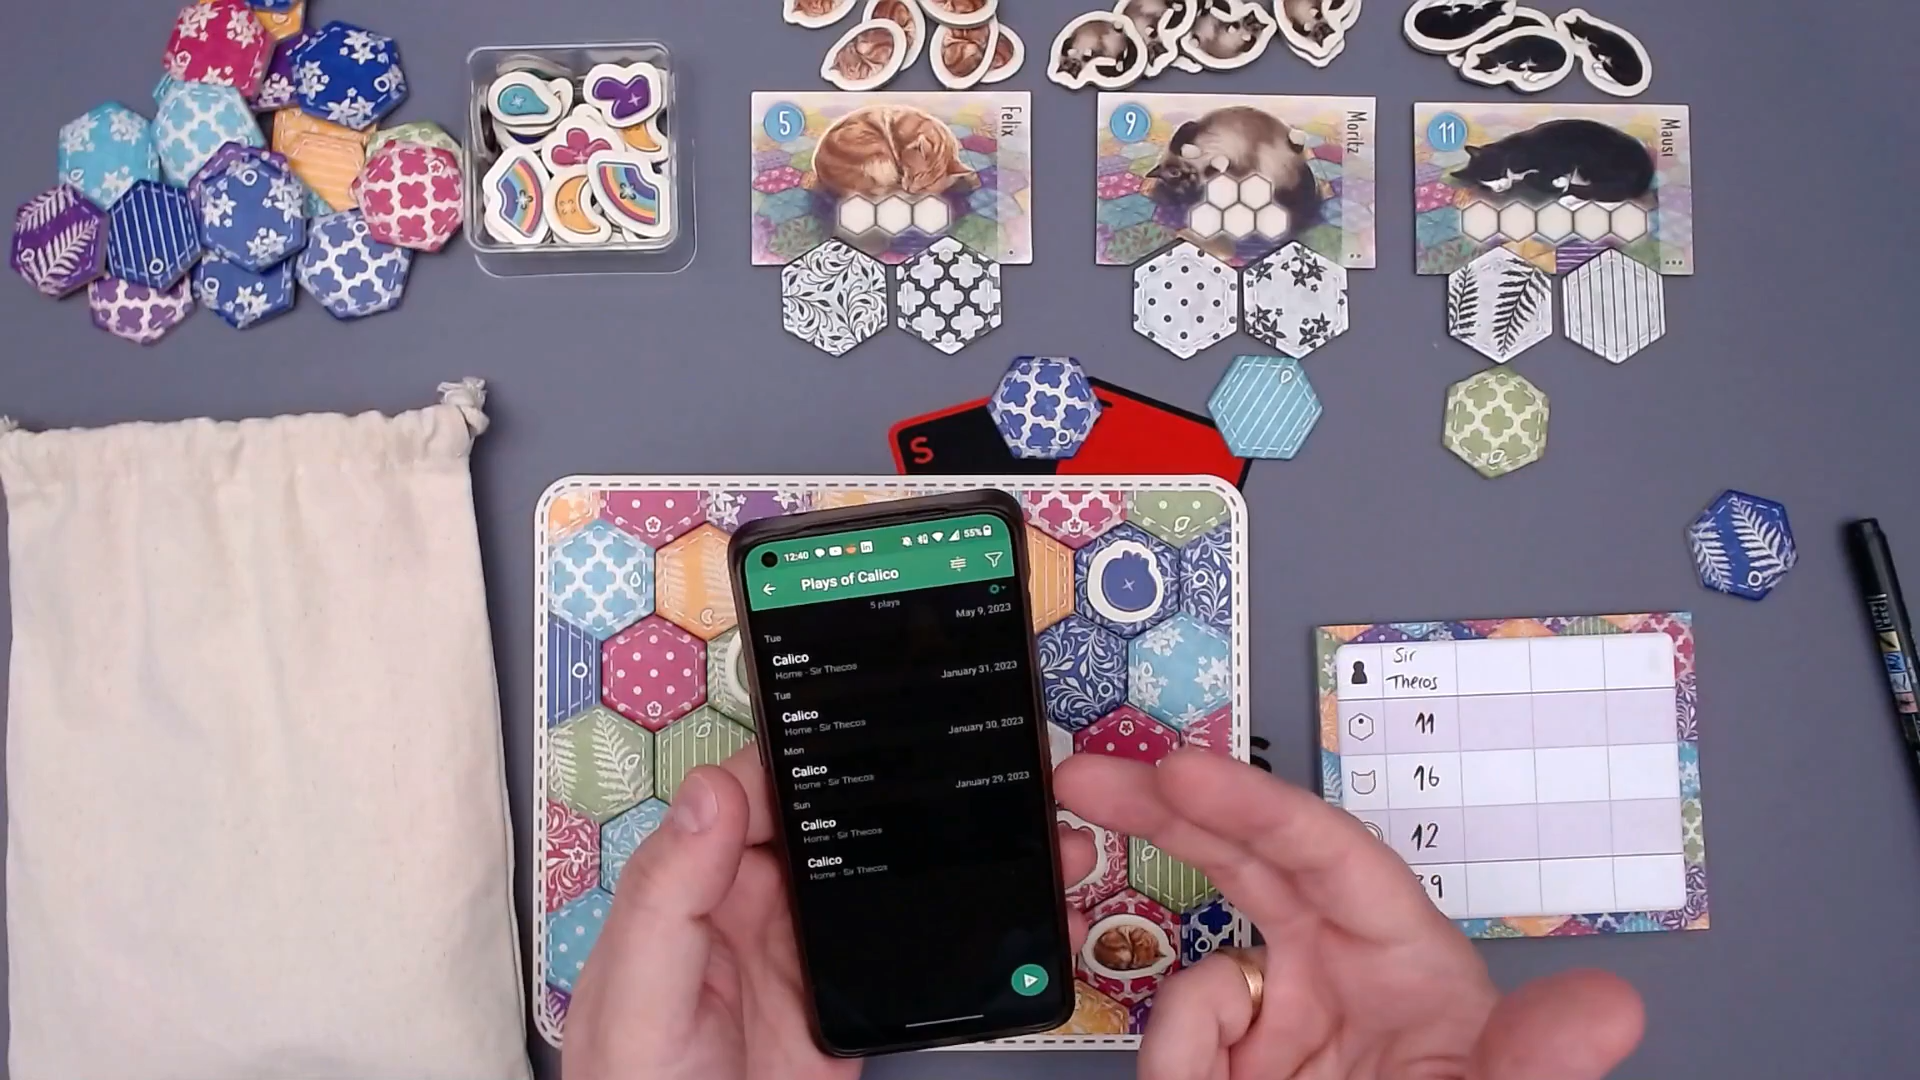 5
Felix
9
Moritz
11
Mausi
S
12:40
55%
Plays of Calico
5 plays
May 9, 2023
Tue
Calico
Home - Sir Thecos
January 31, 2023
Tue
Calico
Home - Sir Thecos
January 30, 2023
Mon
Calico
Home - Sir Thecos
January 29, 2023
Sun
Calico
Home - Sir Thecos
Calico
Home - Sir Thecos
Sir
Thecos
11
16
12
39